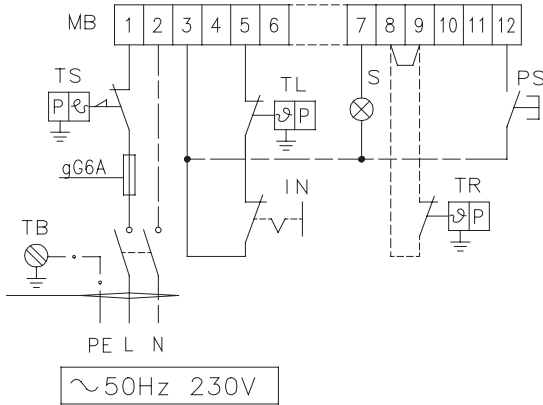 MB 1 2 3 4 5 6 7 8 9 10 11 12
TS TL S PS
P P
gG6A
IN TR
TB P
PE L N
~50Hz 230V